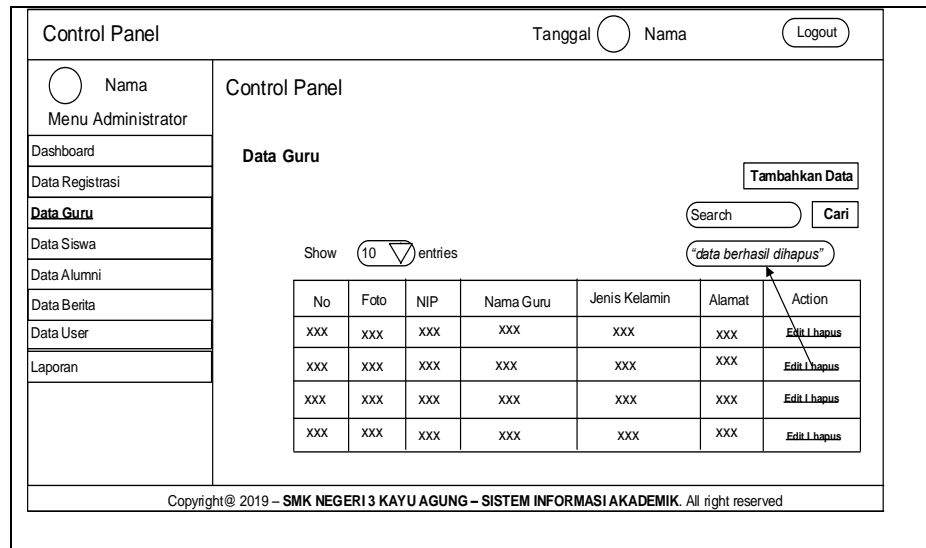 Control Panel Tanggal Nama Logout
Nama
Menu Administrator
Dashboard
Data Registrasi
Data Guru
Data Siswa
Data Alumni
Data Berita
Data User
Laporan
Control Panel
Data Guru
Tambahkan Data
Search Cari
Show 10 entries "data berhasil dihapus"
No Foto NIP Nama Guru Jenis Kelamin Alamat Action
xxx xxx xxx xxx xxx xxx Edit I hapus
xxx xxx xxx xxx xxx xxx Edit I hapus
xxx xxx xxx xxx xxx xxx Edit I hapus
xxx xxx xxx xxx xxx xxx Edit I hapus
Copyright@ 2019 – SMK NEGERI 3 KAYU AGUNG – SISTEM INFORMASI AKADEMIK. All right reserved